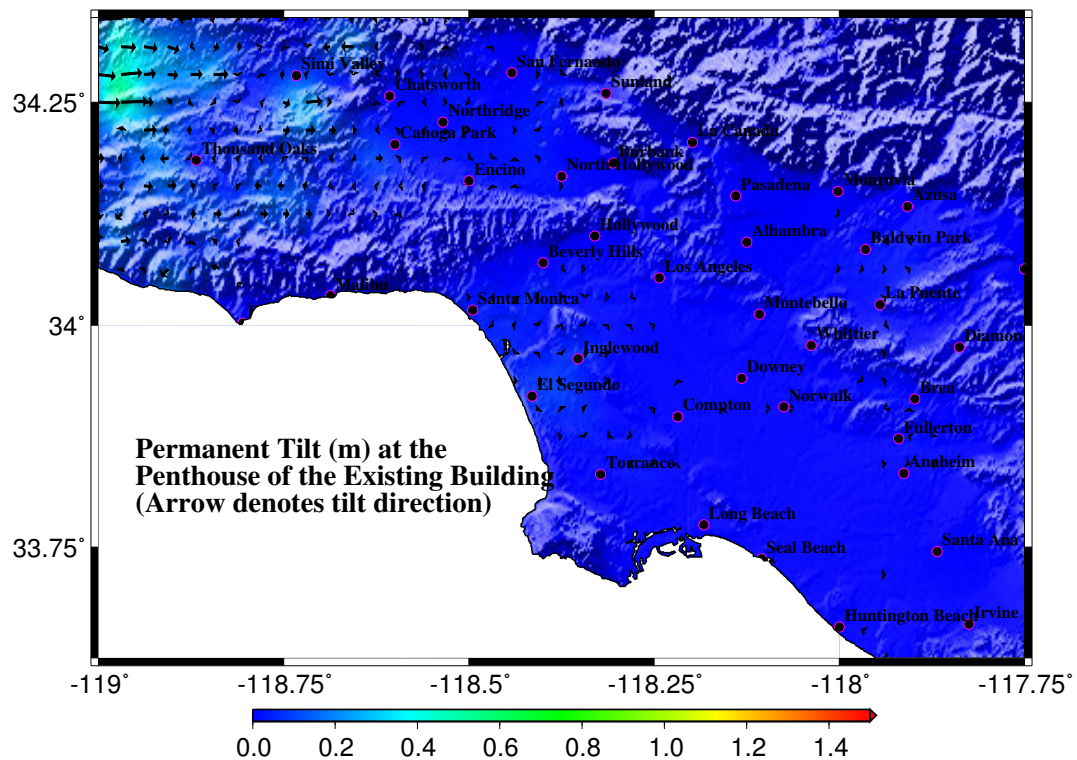 San Fernando
Simi Valley
Chatsworth
Sunland
34.25°
Northridge
Canoga Park
La Canada
Thousand Oaks
Burbank
North Hollywood
Encino
Pasadena
Monrovia
Azusa
Hollywood
Alhambra
Baldwin Park
Beverly Hills
Los Angeles
Malibu
Santa Monica
Montebello
La Puente
34°
Inglewood
Whittier
Diamon
Downey
El Segundo
Compton
Norwalk
Brea
Fullerton
Permanent Tilt (m) at the
Penthouse of the Existing Building
(Arrow denotes tilt direction)
Torrance
Anaheim
Long Beach
33.75°
Seal Beach
Santa Ana
Huntington Beach
Irvine
-119° -118.75° -118.5° -118.25° -118° -117.75°
0.0 0.2 0.4 0.6 0.8 1.0 1.2 1.4